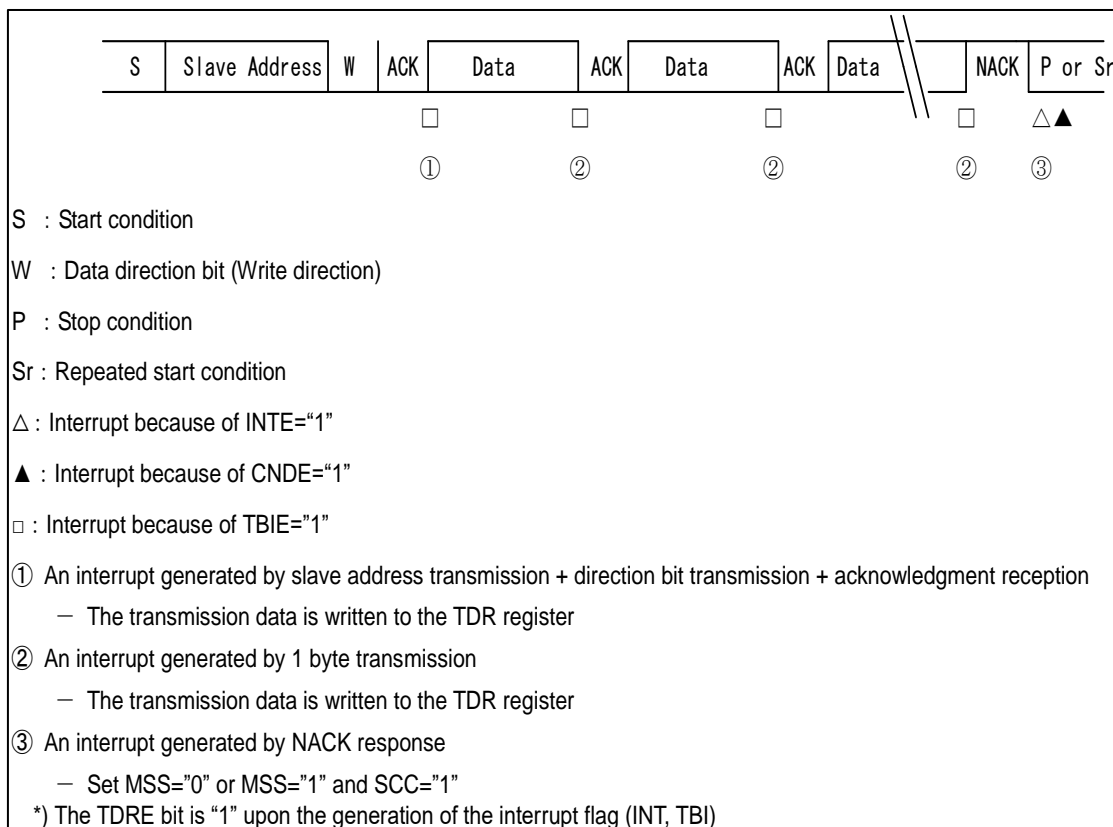 S Slave Address W ACK Data ACK Data ACK Data NACK P or Sr
□ □ □ □ △▲
① ② ② ② ③
S : Start condition
W : Data direction bit (Write direction)
P : Stop condition
Sr : Repeated start condition
△ : Interrupt because of INTE=“1”
▲ : Interrupt because of CNDE=“1”
□ : Interrupt because of TBIE=”1”
① An interrupt generated by slave address transmission + direction bit transmission + acknowledgment reception
－ The transmission data is written to the TDR register
② An interrupt generated by 1 byte transmission
－ The transmission data is written to the TDR register
③ An interrupt generated by NACK response
－ Set MSS=”0” or MSS=”1” and SCC=”1”
*) The TDRE bit is “1” upon the generation of the interrupt flag (INT, TBI)